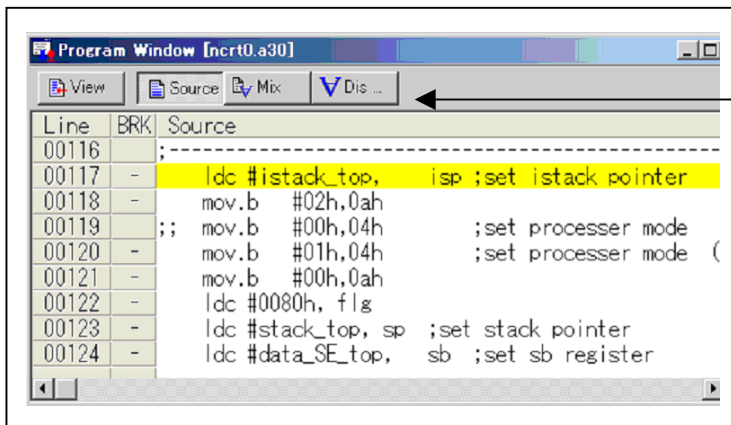 Program Window [ncrt0.a30]
View Source Mix Dis ...
Line BRK Source
00116 ;--------------------------------------------------
00117 - ldc #istack_top, isp ;set istack pointer
00118 - mov.b #02h,0ah
00119 ;; mov.b #00h,04h ;set processer mode
00120 - mov.b #01h,04h ;set processer mode (
00121 - mov.b #00h,0ah
00122 - ldc #0080h, flg
00123 - ldc #stack_top, sp ;set stack pointer
00124 - ldc #data_SE_top, sb ;set sb register